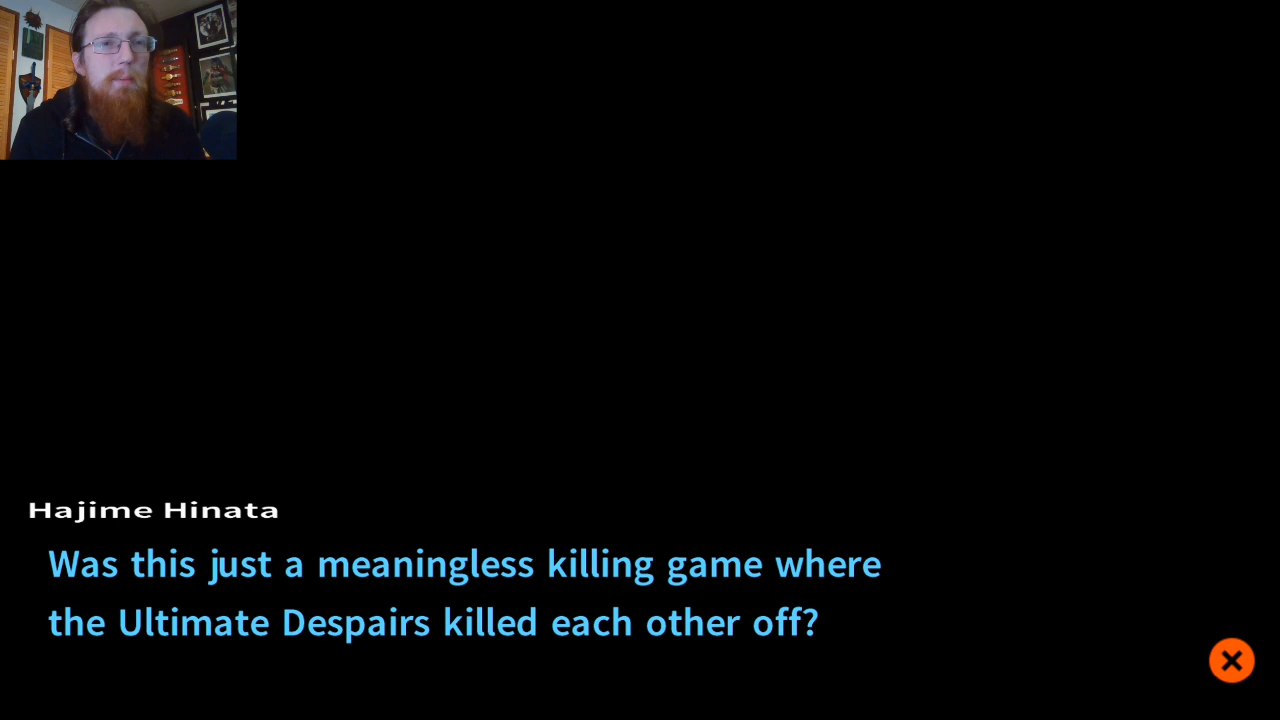 Hajime Hinata
Was this just a meaningless killing game where
the Ultimate Despairs killed each other off?